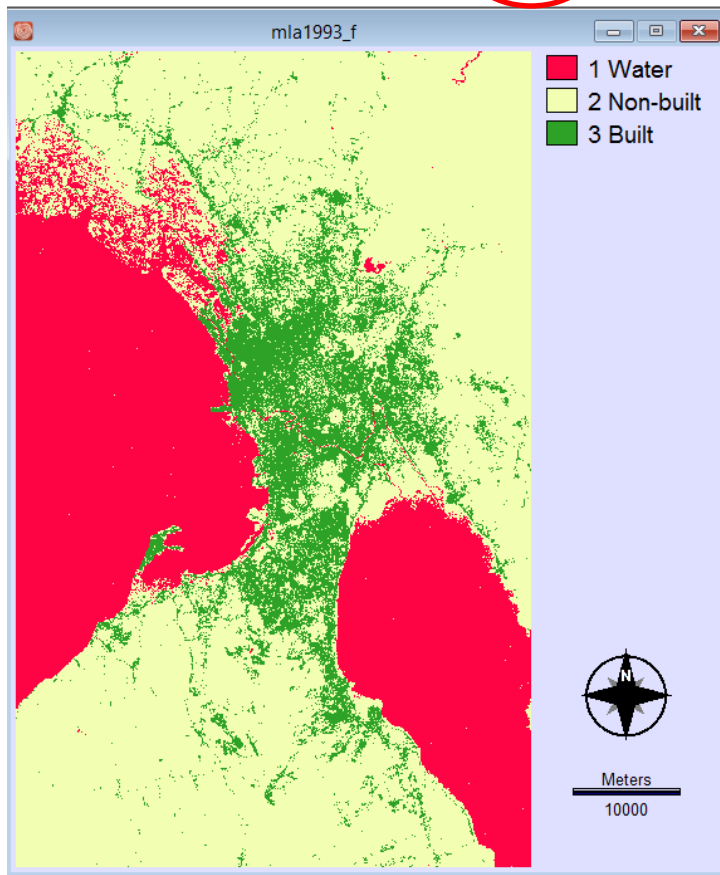 mla1993_f
1 Water
2 Non-built
3 Built
N
Meters
10000